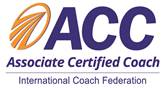 ACC
Associate Certified Coach
International Coach Federation